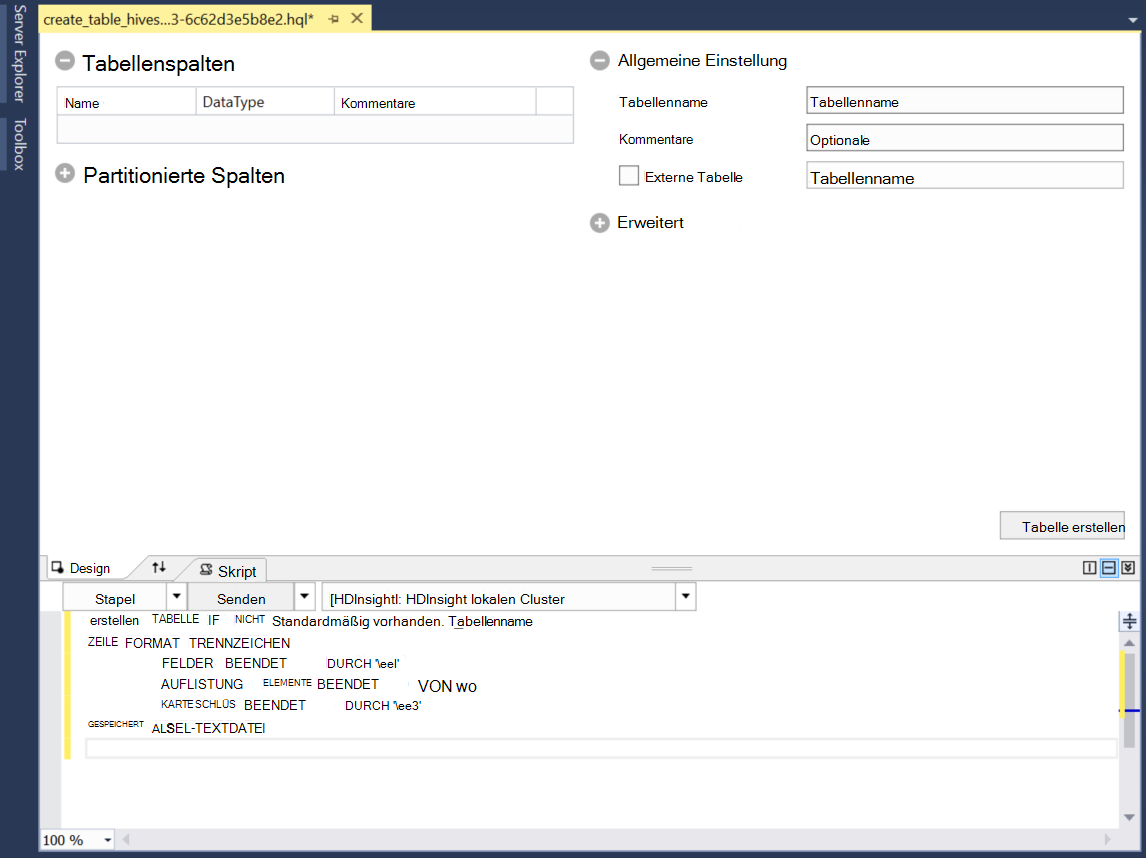 Server Explorer
Toolbox
create_table_hives...3-6c62d3e5b8e2.hql*
Tabellenspalten
Name DataType Kommentare
Partitionierte Spalten
Allgemeine Einstellung
Tabellenname Tabellenname
Kommentare Optionale
Externe Tabelle Tabellenname
Erweitert
Tabelle erstellen
Design Skript
Stapel Senden [HDInsightl: HDInsight lokalen Cluster
erstellen TABELLE IF NICHT Standardmäßig vorhanden. Tabellenname
ZEILE FORMAT TRENNZEICHEN
FELDER BEENDET DURCH '\eel'
AUFLISTUNG ELEMENTE BEENDET VON wo
KARTE SCHLÜS BEENDET DURCH '\ee3'
GESPEICHERT ALSSEL-TEXTDATEI
100 %